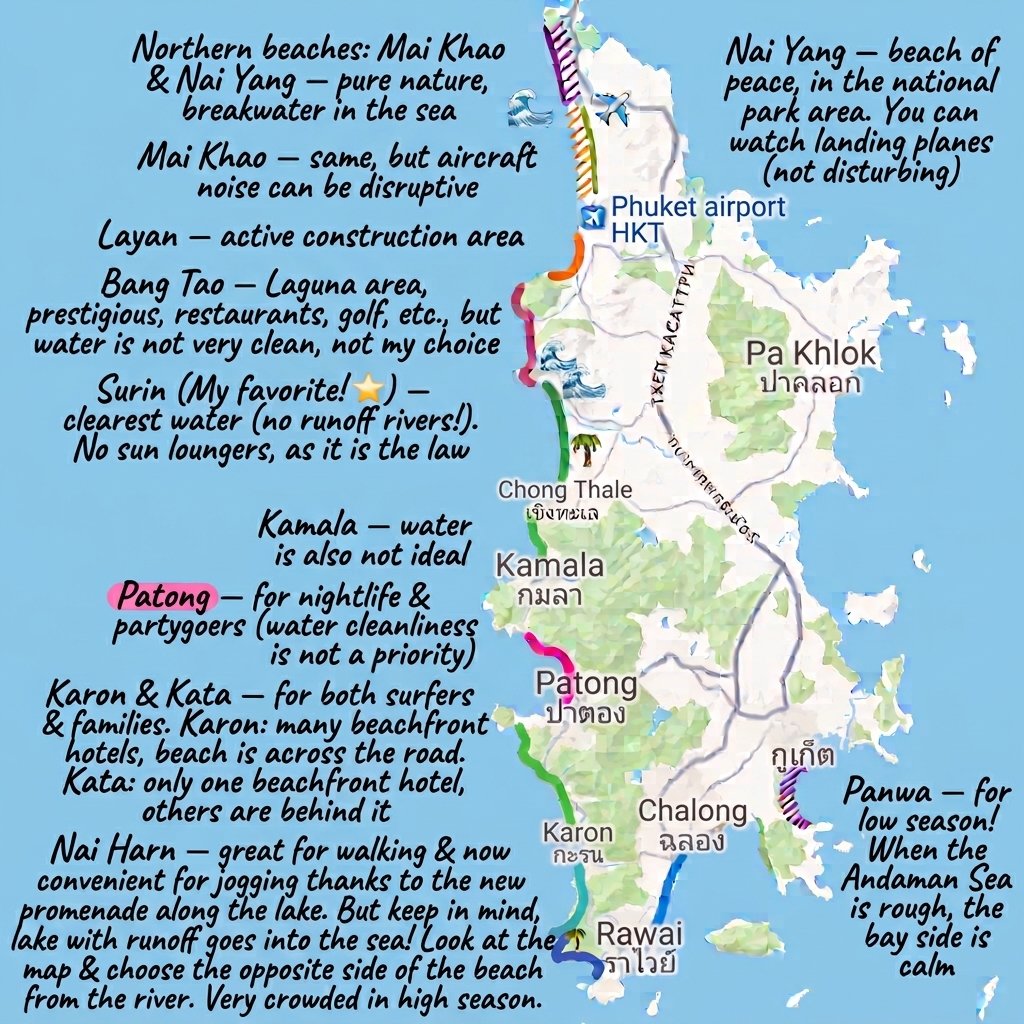 Northern beaches: Mai Khao
& Nai Yang — pure nature,
breakwater in the sea
Mai Khao — same, but aircraft
noise can be disruptive
Layan — active construction area
Bang Tao — Laguna area,
prestigious, restaurants, golf, etc., but
water is not very clean, not my choice
Surin (My favorite! ⭐) —
clearest water (no runoff rivers!).
No sun loungers, as it is the law
Kamala — water
is also not ideal
Patong — for nightlife &
partygoers (water cleanliness
is not a priority)
Karon & Kata — for both surfers
& families. Karon: many beachfront
hotels, beach is across the road.
Kata: only one beachfront hotel,
others are behind it
Nai Harn — great for walking & now
convenient for jogging thanks to the new
promenade along the lake. But keep in mind,
lake with runoff goes into the sea! Look at the
map & choose the opposite side of the beach
from the river. Very crowded in high season.
Nai Yang — beach of
peace, in the national
park area. You can
watch landing planes
(not disturbing)
Phuket airport
HKT
ТХЕП КАСАТТРИ
Pa Khlok
ปาคลอก
Chong Thale
เชิงทะเล
Kamala
กมลา
Patong
ปาตอง
กูเก็ต
Chalong
ฉลอง
Karon
กะรน
Rawai
ราไวย์
Panwa — for
low season!
When the
Andaman Sea
is rough, the
bay side is
calm